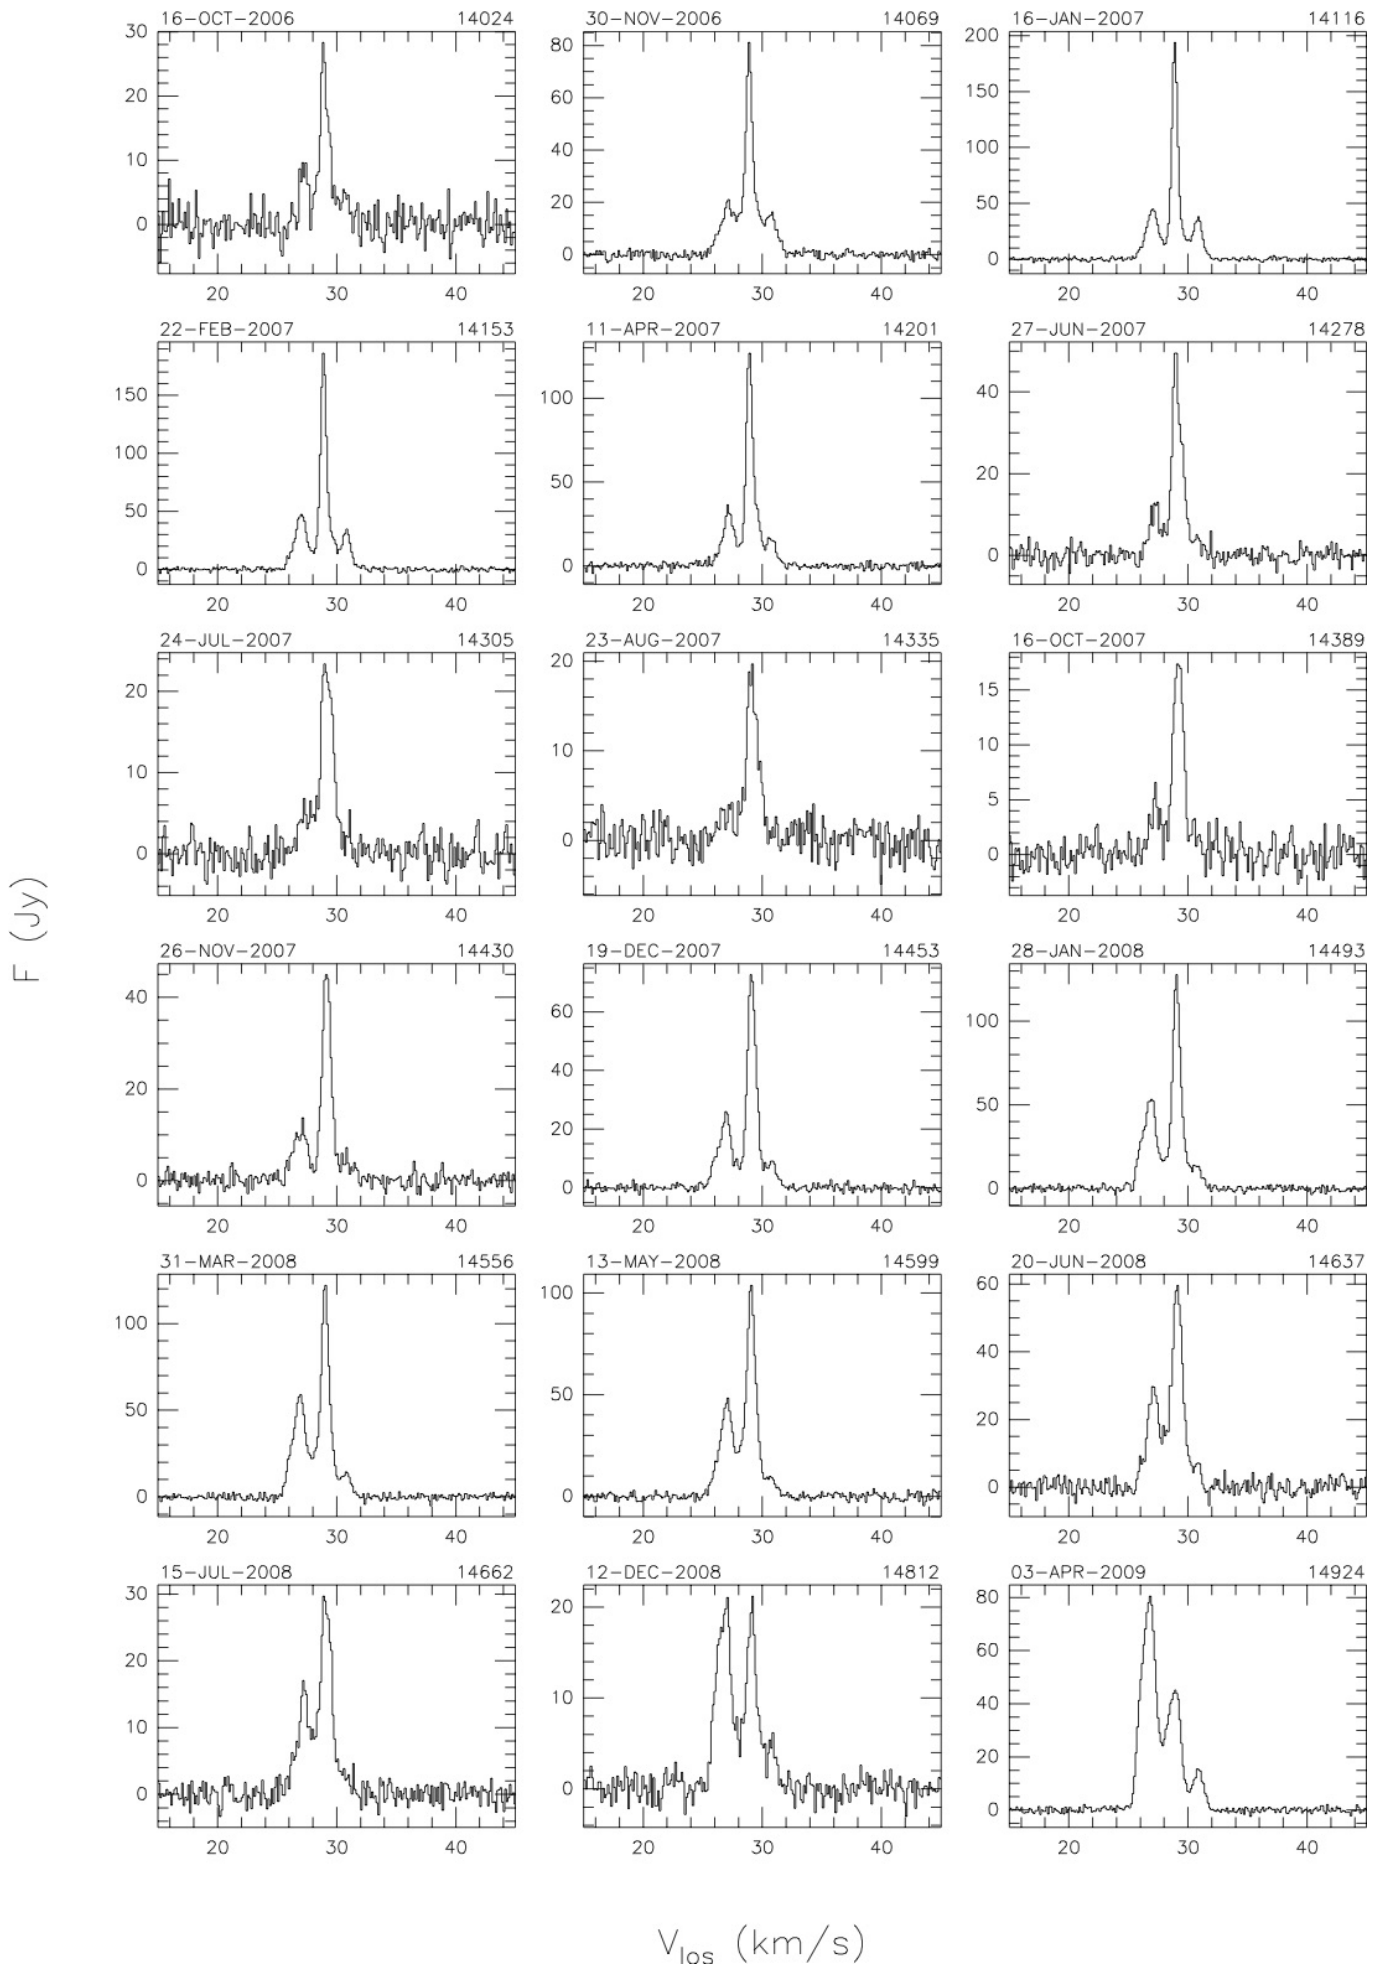 16-OCT-2006 14024 30-NOV-2006 14069 16-JAN-2007 14116
30 80 200
20 60 150
10 40 100
0 20 50
0 0
20 30 40 20 30 40 20 30 40
22-FEB-2007 14153 11-APR-2007 14201 27-JUN-2007 14278
150 100 40
100 50 20
50 0 0
0
20 30 40 20 30 40 20 30 40
24-JUL-2007 14305 23-AUG-2007 14335 16-OCT-2007 14389
20 20 15
10 10 10
0 0 5
0
20 30 40 20 30 40 20 30 40
F (Jy)
26-NOV-2007 14430 19-DEC-2007 14453 28-JAN-2008 14493
40 60 100
20 40 50
0 20 0
0
20 30 40 20 30 40 20 30 40
31-MAR-2008 14556 13-MAY-2008 14599 20-JUN-2008 14637
100 100 60
50 50 40
0 0 20
0
20 30 40 20 30 40 20 30 40
15-JUL-2008 14662 12-DEC-2008 14812 03-APR-2009 14924
30 20 80
20 10 60
10 0 40
0 20
0
20 30 40 20 30 40 20 30 40
V_los (km/s)